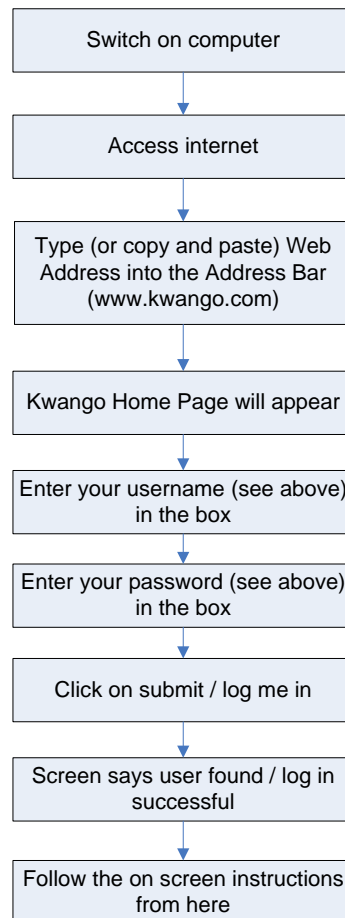 Switch on computer
Access internet
Type (or copy and paste) Web
Address into the Address Bar
(www.kwango.com)
Kwango Home Page will appear
Enter your username (see above)
in the box
Enter your password (see above)
in the box
Click on submit / log me in
Screen says user found / log in
successful
Follow the on screen instructions
from here